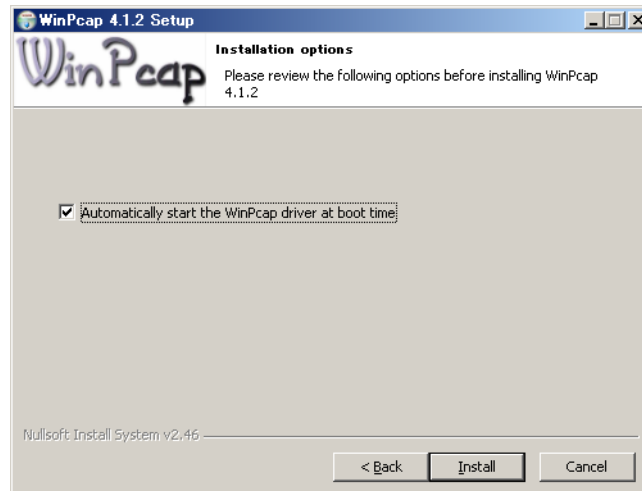 WinPcap 4.1.2 Setup
WinPcap
Installation options
Please review the following options before installing WinPcap
4.1.2
Automatically start the WinPcap driver at boot time
Nullsoft Install System v2.46
< Back
Install
Cancel